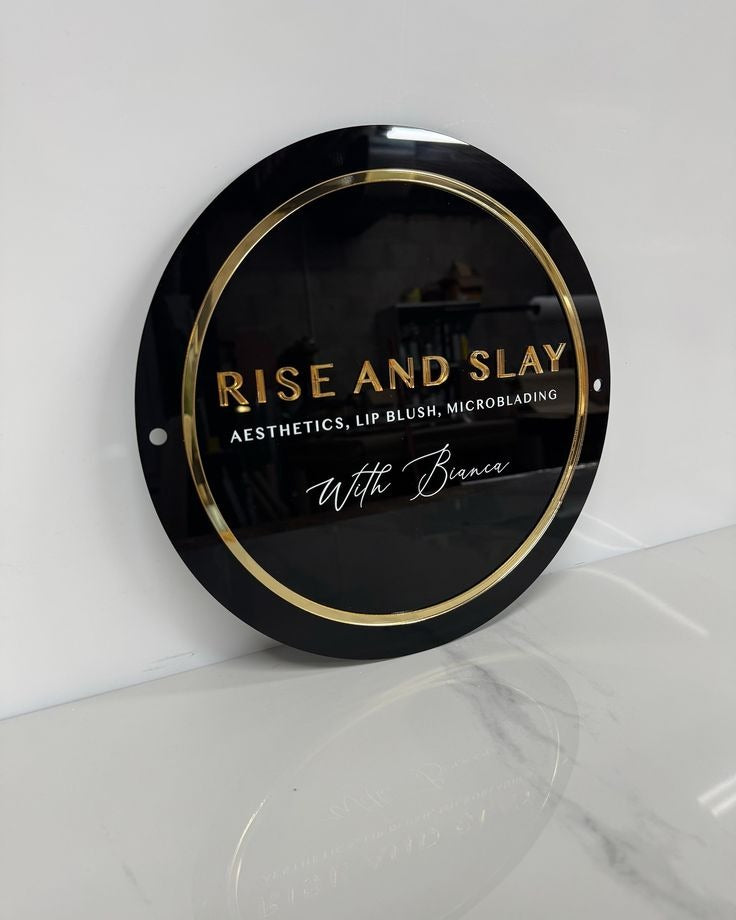 RISE AND SLAY
AESTHETICS, LIP BLUSH, MICROBLADING
With Bianca